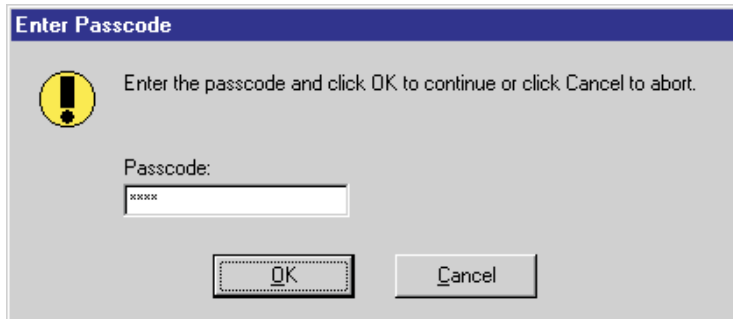 Enter Passcode
Enter the passcode and click OK to continue or click Cancel to abort.
Passcode:
****
OK
Cancel